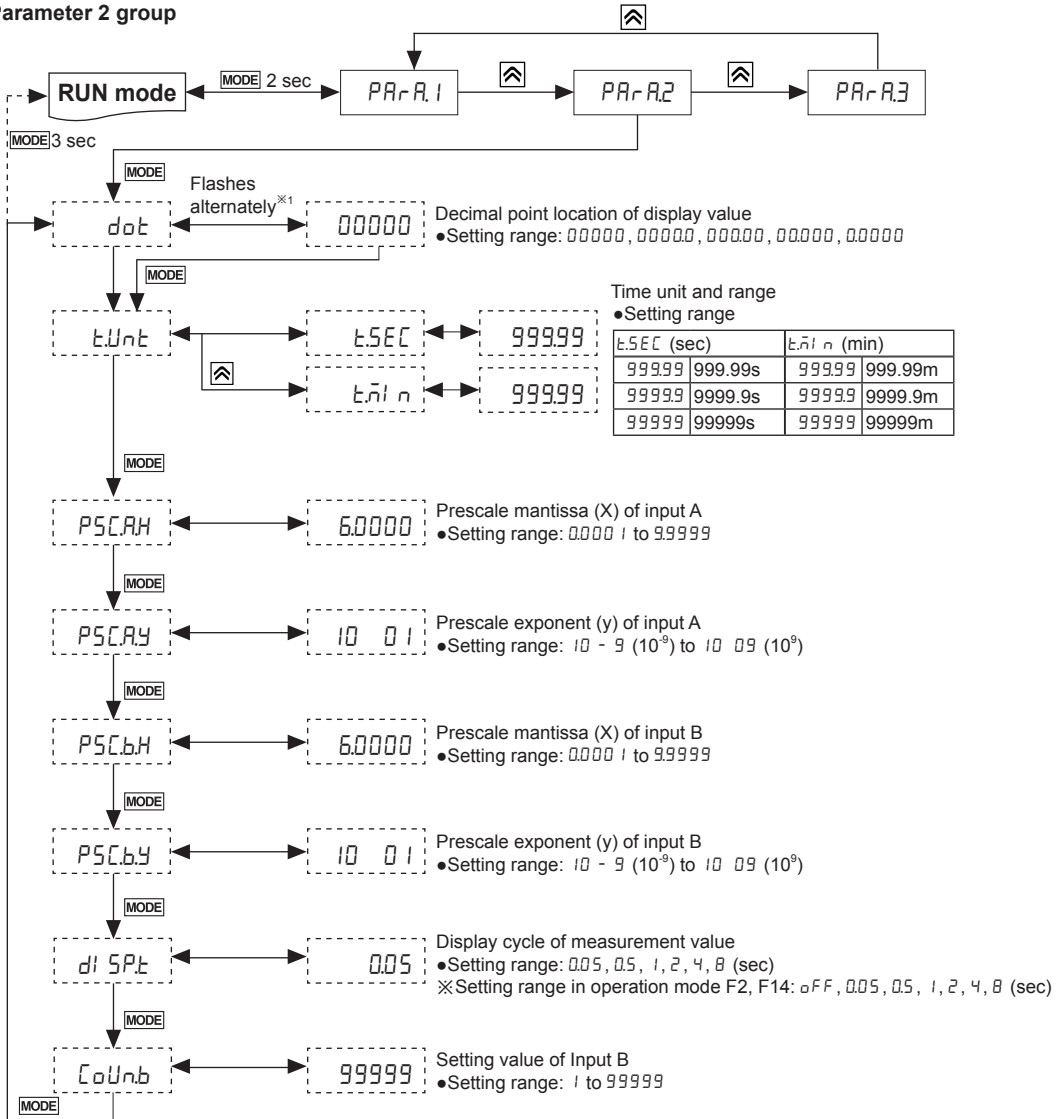 Parameter 2 group
RUN mode
MODE 2 sec
PArA.1
PArA.2
PArA.3
MODE 3 sec
MODE
Flashes
alternately※1
dot
00000
Decimal point location of display value
●Setting range: 00000, 0000.0, 000.00, 00.000, 0.0000
MODE
t.Unt
t.SEC
999.99
t.mIn
999.99
Time unit and range
●Setting range
t.SEC (sec) t.mIn (min)
999.99 999.99s 999.99 999.99m
9999.9 9999.9s 9999.9 9999.9m
99999 99999s 99999 99999m
MODE
PSC.A.H
6.0000
Prescale mantissa (X) of input A
●Setting range: 0.0001 to 9.9999
MODE
PSC.A.y
10 01
Prescale exponent (y) of input A
●Setting range: 10 - 9 (10⁻⁹) to 10 09 (10⁹)
MODE
PSC.b.H
6.0000
Prescale mantissa (X) of input B
●Setting range: 0.0001 to 9.9999
MODE
PSC.b.y
10 01
Prescale exponent (y) of input B
●Setting range: 10 - 9 (10⁻⁹) to 10 09 (10⁹)
MODE
dISP.t
0.05
Display cycle of measurement value
●Setting range: 0.05, 0.5, 1, 2, 4, 8 (sec)
※Setting range in operation mode F2, F14: oFF, 0.05, 0.5, 1, 2, 4, 8 (sec)
MODE
CoUn.b
99999
Setting value of Input B
●Setting range: 1 to 99999
MODE